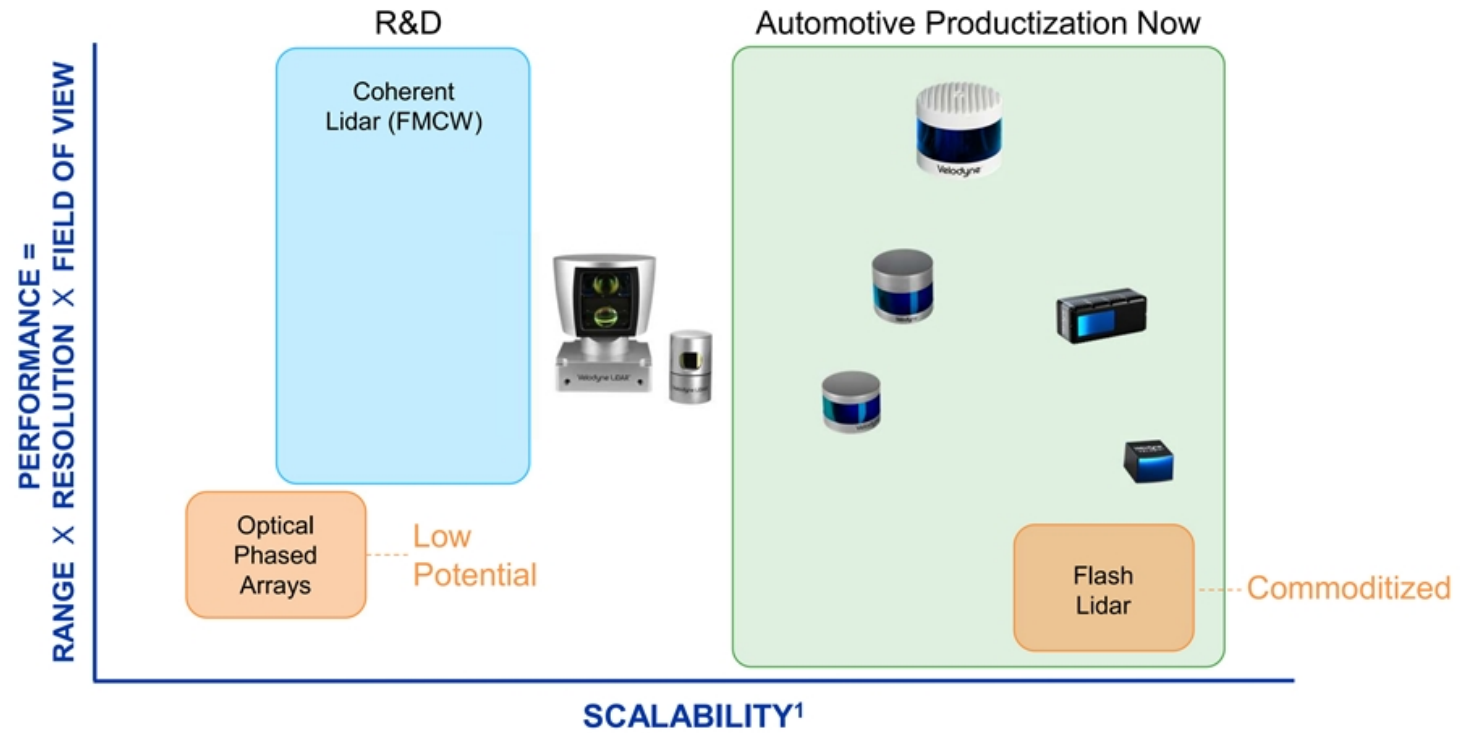 R&D
Automotive Productization Now
Coherent
Lidar (FMCW)
PERFORMANCE =
RANGE X RESOLUTION X FIELD OF VIEW
Velodyne
Velodyne LiDAR
Optical
Phased
Arrays
Low
Potential
Flash
Lidar
Commoditized
SCALABILITY¹